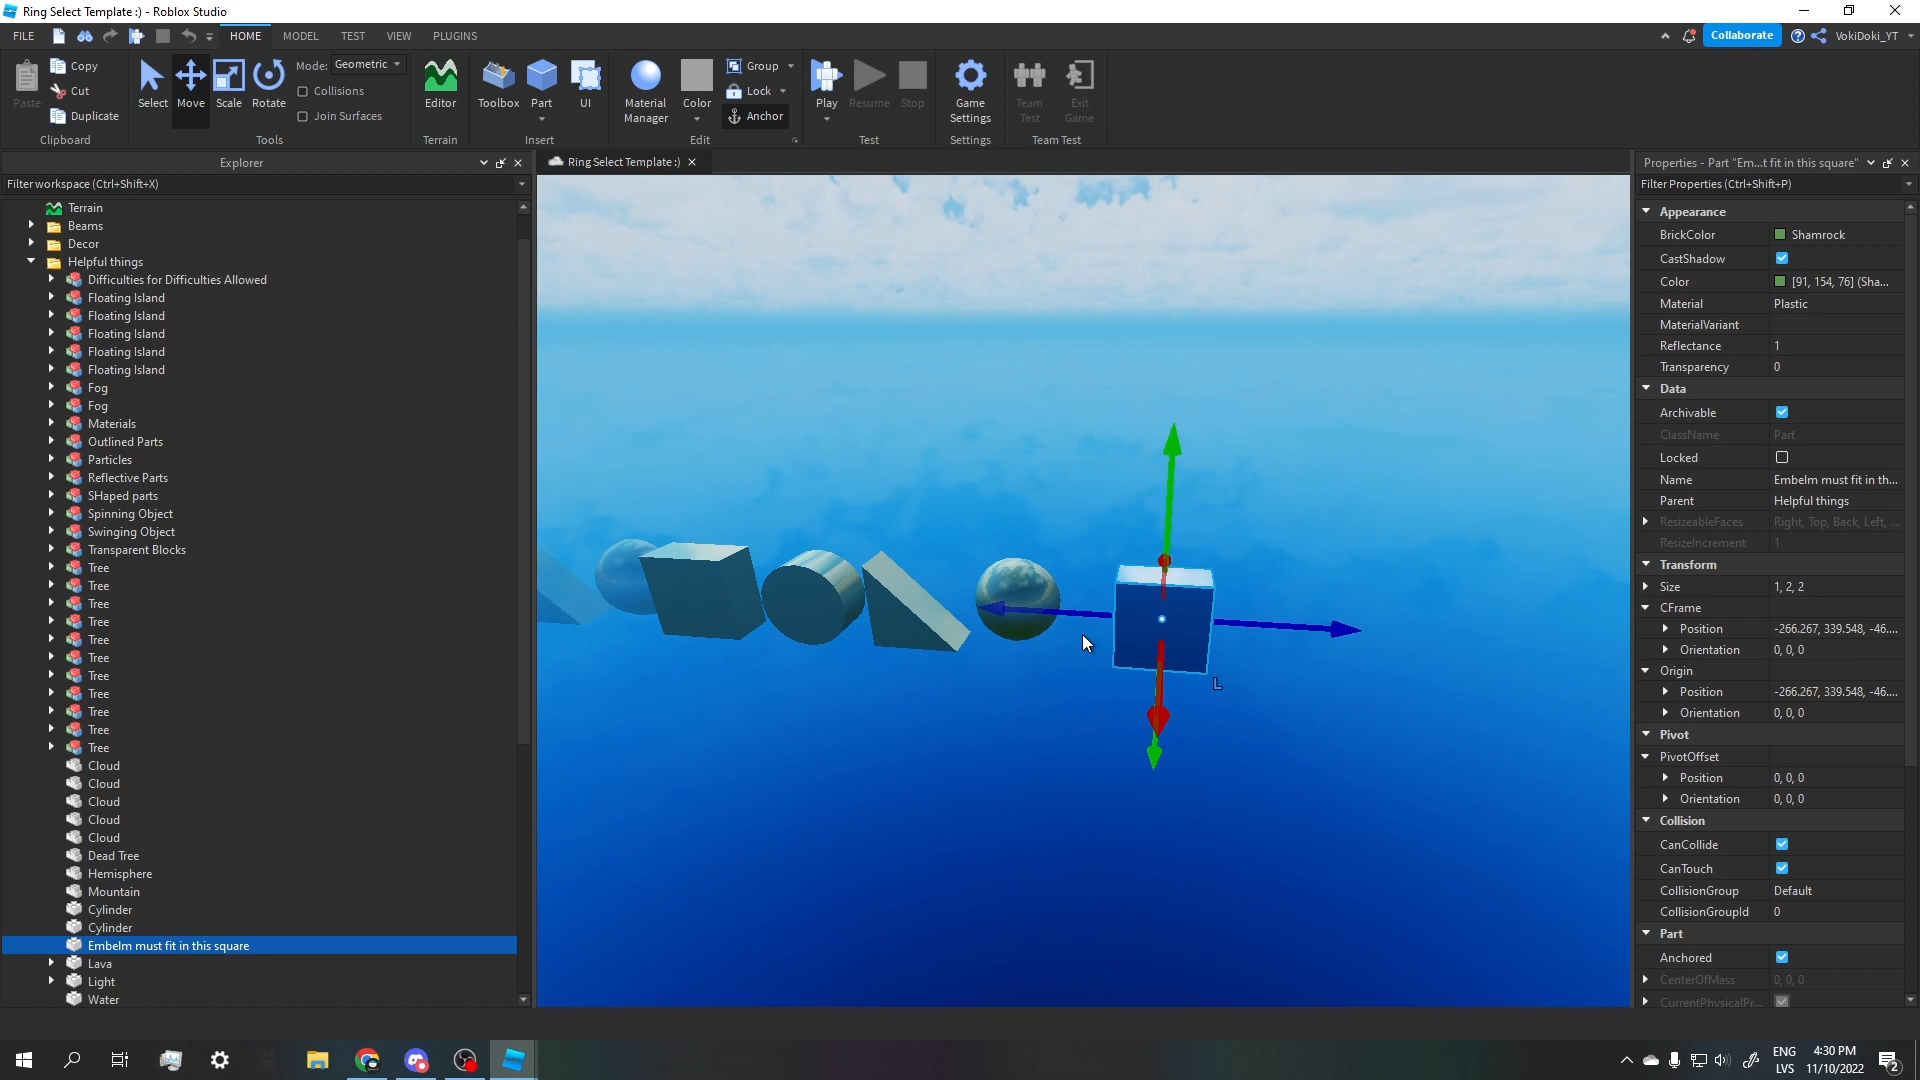 Ring Select Template :) - Roblox Studio
FILE HOME MODEL TEST VIEW PLUGINS Collaborate VokiDoki_YT
Paste Copy Cut Duplicate Clipboard
Select Move Scale Rotate Mode: Geometric Collisions Join Surfaces Tools
Editor Terrain
Toolbox Part UI Insert
Material Manager Color Group Lock Anchor Edit
Play Resume Stop Test
Game Settings Settings
Team Test Exit Game Team Test
Explorer
Filter workspace (Ctrl+Shift+X)
Terrain
Beams
Decor
Helpful things
Difficulties for Difficulties Allowed
Floating Island
Floating Island
Floating Island
Floating Island
Floating Island
Fog
Fog
Materials
Outlined Parts
Particles
Reflective Parts
SHaped parts
Spinning Object
Swinging Object
Transparent Blocks
Tree
Tree
Tree
Tree
Tree
Tree
Tree
Tree
Tree
Tree
Tree
Cloud
Cloud
Cloud
Cloud
Cloud
Dead Tree
Hemisphere
Mountain
Cylinder
Cylinder
Embelm must fit in this square
Lava
Light
Water
Ring Select Template :)
L
Properties - Part "Em...t fit in this square"
Filter Properties (Ctrl+Shift+P)
Appearance
BrickColor Shamrock
CastShadow
Color [91, 154, 76] (Sha...
Material Plastic
MaterialVariant
Reflectance 1
Transparency 0
Data
Archivable
ClassName Part
Locked
Name Embelm must fit in th...
Parent Helpful things
ResizeableFaces Right, Top, Back, Left, ...
ResizeIncrement 1
Transform
Size 1, 2, 2
CFrame
Position -266.267, 339.548, -46....
Orientation 0, 0, 0
Origin
Position -266.267, 339.548, -46....
Orientation 0, 0, 0
Pivot
PivotOffset
Position 0, 0, 0
Orientation 0, 0, 0
Collision
CanCollide
CanTouch
CollisionGroup Default
CollisionGroupId 0
Part
Anchored
CenterOfMass 0, 0, 0
CurrentPhysicalPr...
ENG 4:30 PM
LVS 11/10/2022 2